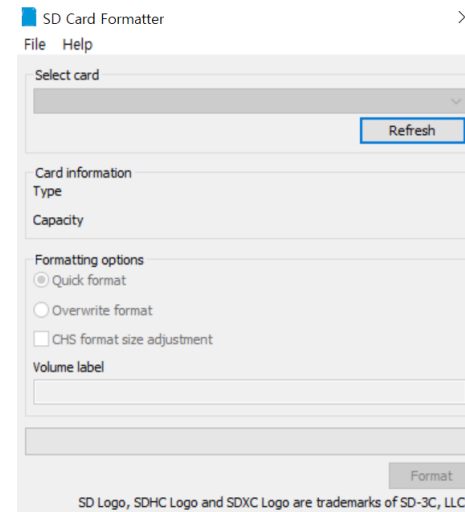 SD Card Formatter
File Help
Select card
Refresh
Card information
Type
Capacity
Formatting options
Quick format
Overwrite format
CHS format size adjustment
Volume label
Format
SD Logo, SDHC Logo and SDXC Logo are trademarks of SD-3C, LLC